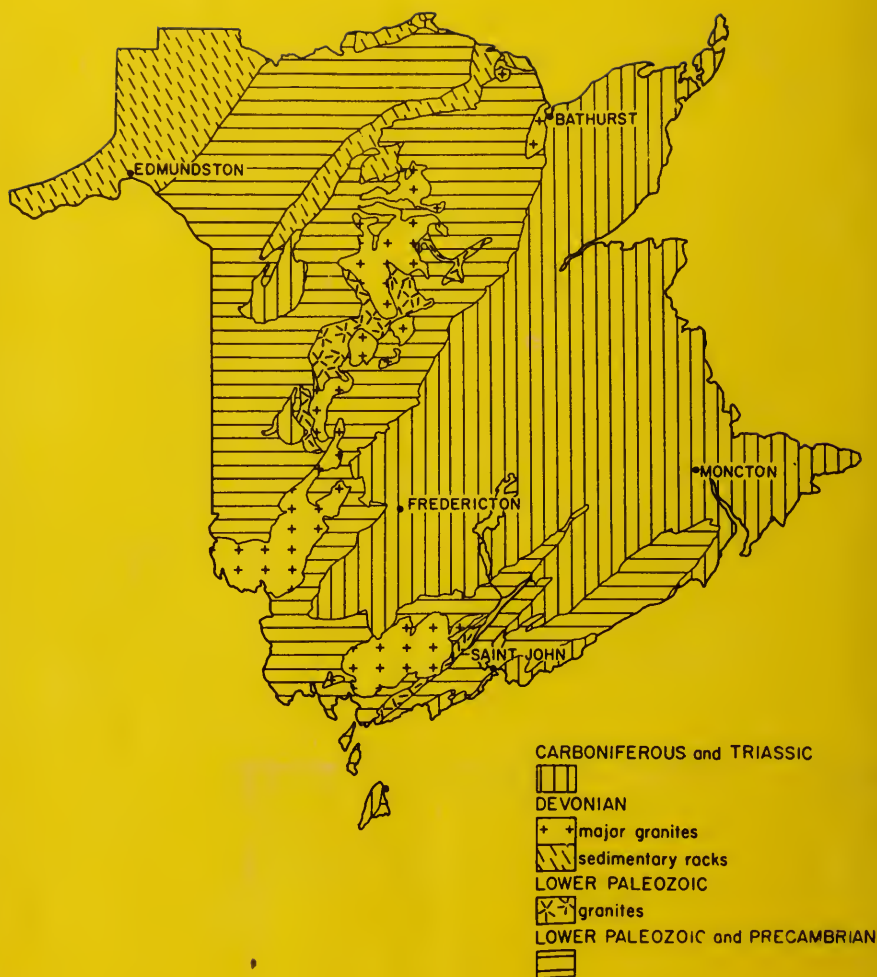 BATHURST
EDMUNDSTON
MONCTON
FREDERICTON
SAINT JOHN
CARBONIFEROUS and TRIASSIC
DEVONIAN
major granites
sedimentary rocks
LOWER PALEOZOIC
granites
LOWER PALEOZOIC and PRECAMBRIAN